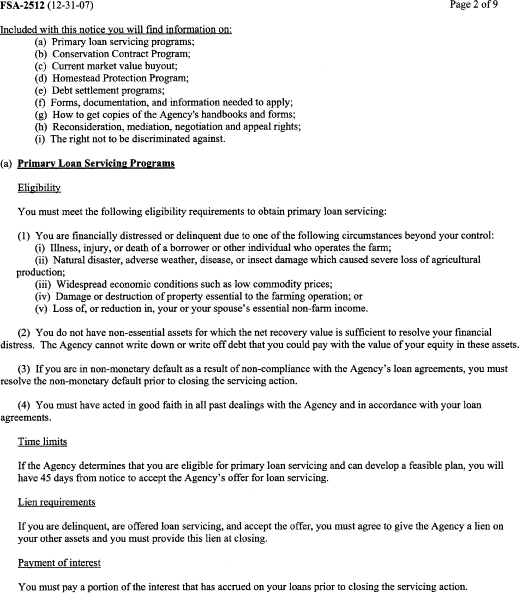 FSA-2512 (12-31-07) Page 2 of 9
Included with this notice you will find information on:
(a) Primary loan servicing programs;
(b) Conservation Contract Program;
(c) Current market value buyout;
(d) Homestead Protection Program;
(e) Debt settlement programs;
(f) Forms, documentation, and information needed to apply;
(g) How to get copies of the Agency's handbooks and forms;
(h) Reconsideration, mediation, negotiation and appeal rights;
(i) The right not to be discriminated against.
(a) Primary Loan Servicing Programs
Eligibility
You must meet the following eligibility requirements to obtain primary loan servicing:
(1) You are financially distressed or delinquent due to one of the following circumstances beyond your control:
(i) Illness, injury, or death of a borrower or other individual who operates the farm;
(ii) Natural disaster, adverse weather, disease, or insect damage which caused severe loss of agricultural
production;
(iii) Widespread economic conditions such as low commodity prices;
(iv) Damage or destruction of property essential to the farming operation; or
(v) Loss of, or reduction in, your or your spouse's essential non-farm income.
(2) You do not have non-essential assets for which the net recovery value is sufficient to resolve your financial
distress. The Agency cannot write down or write off debt that you could pay with the value of your equity in these assets.
(3) If you are in non-monetary default as a result of non-compliance with the Agency's loan agreements, you must
resolve the non-monetary default prior to closing the servicing action.
(4) You must have acted in good faith in all past dealings with the Agency and in accordance with your loan
agreements.
Time limits
If the Agency determines that you are eligible for primary loan servicing and can develop a feasible plan, you will
have 45 days from notice to accept the Agency's offer for loan servicing.
Lien requirements
If you are delinquent, are offered loan servicing, and accept the offer, you must agree to give the Agency a lien on
your other assets and you must provide this lien at closing.
Payment of interest
You must pay a portion of the interest that has accrued on your loans prior to closing the servicing action.